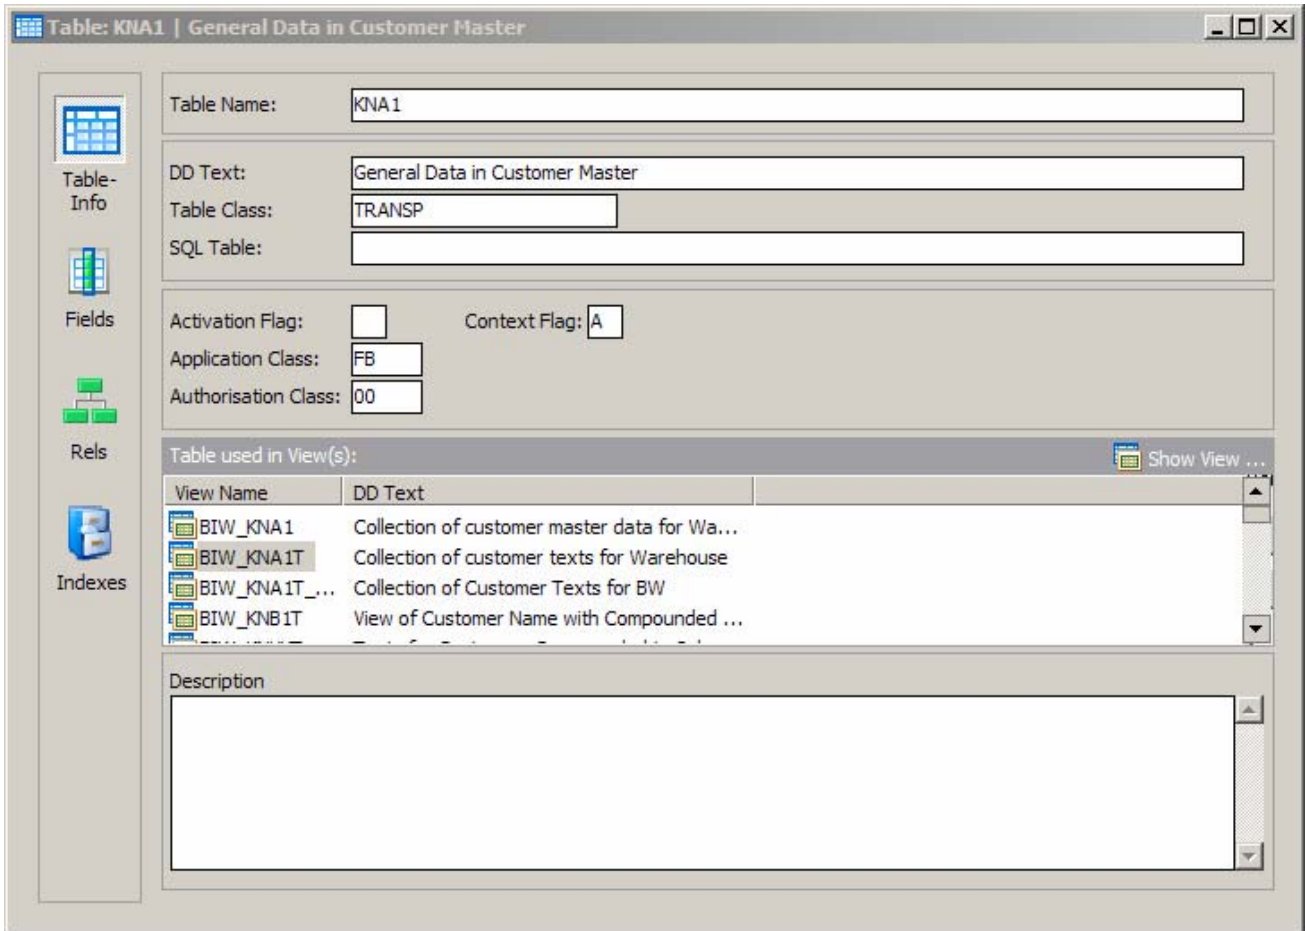 Table: KNA1 | General Data in Customer Master
Table-
Info
Fields
Rels
Indexes
Table Name: KNA1
DD Text: General Data in Customer Master
Table Class: TRANSP
SQL Table:
Activation Flag: Context Flag: A
Application Class: FB
Authorisation Class: 00
Table used in View(s): Show View ...
View Name DD Text
BIW_KNA1 Collection of customer master data for Wa...
BIW_KNA1T Collection of customer texts for Warehouse
BIW_KNA1T_... Collection of Customer Texts for BW
BIW_KNB1T View of Customer Name with Compounded ...
Description